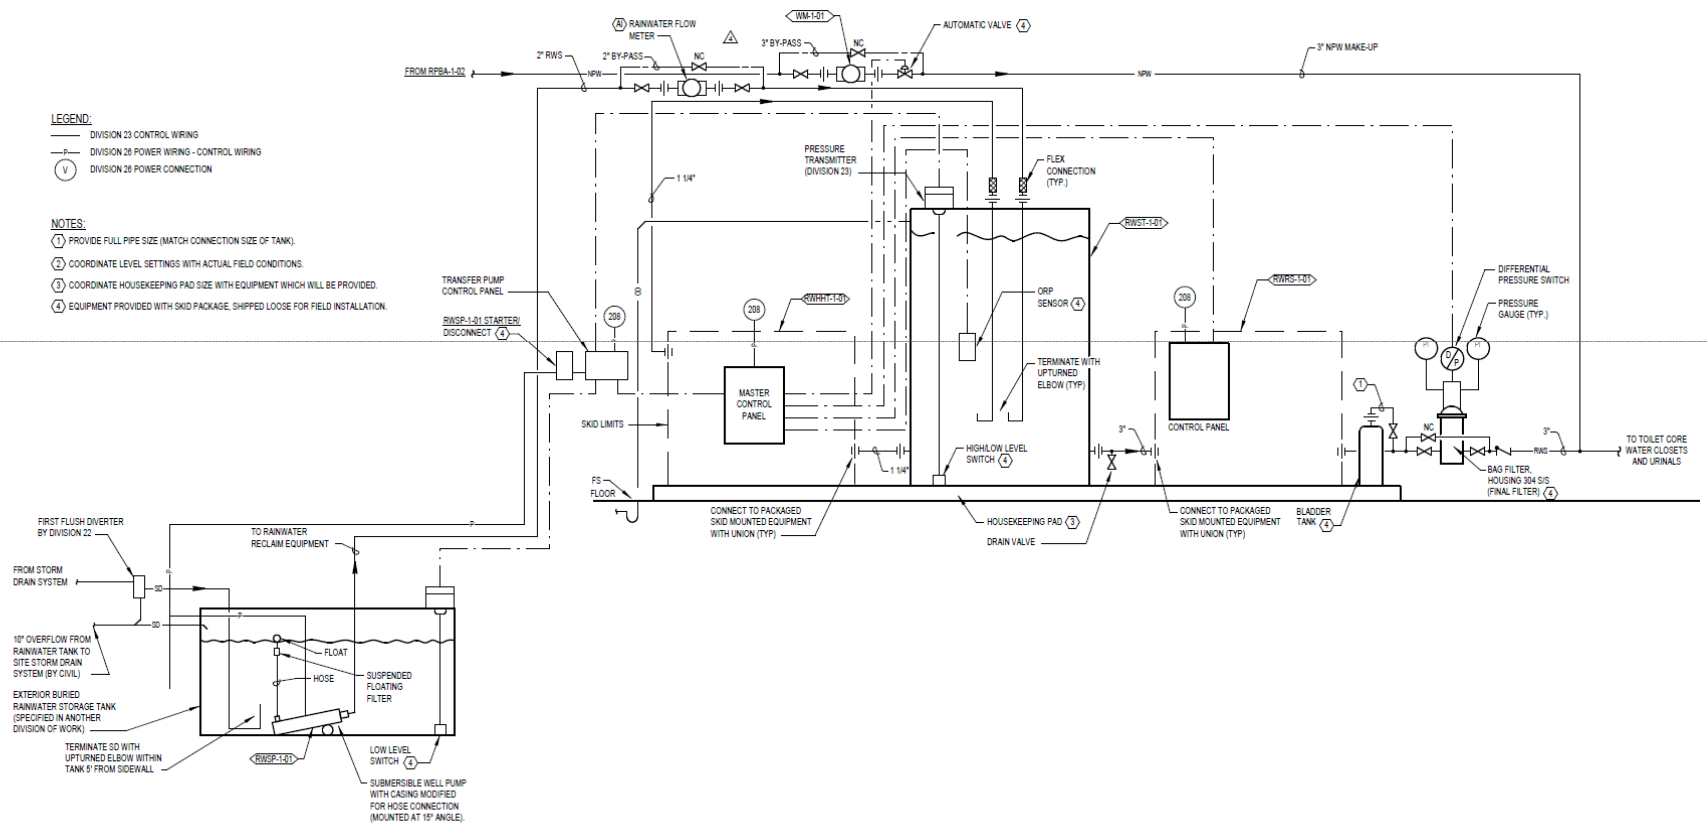 AI
RAINWATER FLOW
METER
4
WM-1-01
AUTOMATIC VALVE 4
2" RWS
2" BY-PASS
NC
3" BY-PASS
NC
3" NPW MAKE-UP
FROM RPBA-1-02
NPW
NPW
LEGEND:
DIVISION 23 CONTROL WIRING
P DIVISION 26 POWER WIRING - CONTROL WIRING
V DIVISION 26 POWER CONNECTION
NOTES:
1 PROVIDE FULL PIPE SIZE (MATCH CONNECTION SIZE OF TANK).
2 COORDINATE LEVEL SETTINGS WITH ACTUAL FIELD CONDITIONS.
3 COORDINATE HOUSEKEEPING PAD SIZE WITH EQUIPMENT WHICH WILL BE PROVIDED.
4 EQUIPMENT PROVIDED WITH SKID PACKAGE, SHIPPED LOOSE FOR FIELD INSTALLATION.
1 1/4"
PRESSURE
TRANSMITTER
(DIVISION 23)
FLEX
CONNECTION
(TYP.)
RWST-1-01
TRANSFER PUMP
CONTROL PANEL
RWSP-1-01 STARTER/
DISCONNECT 4
208
P
208
P
RWHHT-1-01
MASTER
CONTROL
PANEL
SKID LIMITS
ORP
SENSOR 4
TERMINATE WITH
UPTURNED
ELBOW (TYP)
HIGH/LOW LEVEL
SWITCH 4
208
P
RWRS-1-01
CONTROL PANEL
DIFFERENTIAL
PRESSURE SWITCH
PRESSURE
GAUGE (TYP.)
PI
D
P
PI
1
NC
3"
3"
RWS
TO TOILET CORE
WATER CLOSETS
AND URINALS
BAG FILTER,
HOUSING 304 S/S
(FINAL FILTER) 4
BLADDER
TANK 4
1 1/4"
FS
FLOOR
CONNECT TO PACKAGED
SKID MOUNTED EQUIPMENT
WITH UNION (TYP)
HOUSEKEEPING PAD 3
DRAIN VALVE
CONNECT TO PACKAGED
SKID MOUNTED EQUIPMENT
WITH UNION (TYP)
FIRST FLUSH DIVERTER
BY DIVISION 22
P
TO RAINWATER
RECLAIM EQUIPMENT
FROM STORM
DRAIN SYSTEM
P
SD
SD
P
10" OVERFLOW FROM
RAINWATER TANK TO
SITE STORM DRAIN
SYSTEM (BY CIVIL)
FLOAT
HOSE
SUSPENDED
FLOATING
FILTER
EXTERIOR BURIED
RAINWATER STORAGE TANK
(SPECIFIED IN ANOTHER
DIVISION OF WORK)
TERMINATE SD WITH
UPTURNED ELBOW WITHIN
TANK 5' FROM SIDEWALL
RWSP-1-01
LOW LEVEL
SWITCH 4
SUBMERSIBLE WELL PUMP
WITH CASING MODIFIED
FOR HOSE CONNECTION
(MOUNTED AT 15° ANGLE).